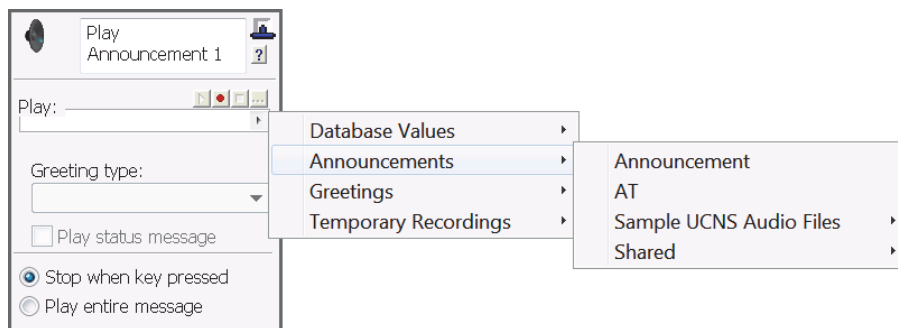 Play
Announcement 1
?
Play:
...
Greeting type:
Play status message
Stop when key pressed
Play entire message
Database Values
Announcements
Greetings
Temporary Recordings
Announcement
AT
Sample UCNS Audio Files
Shared